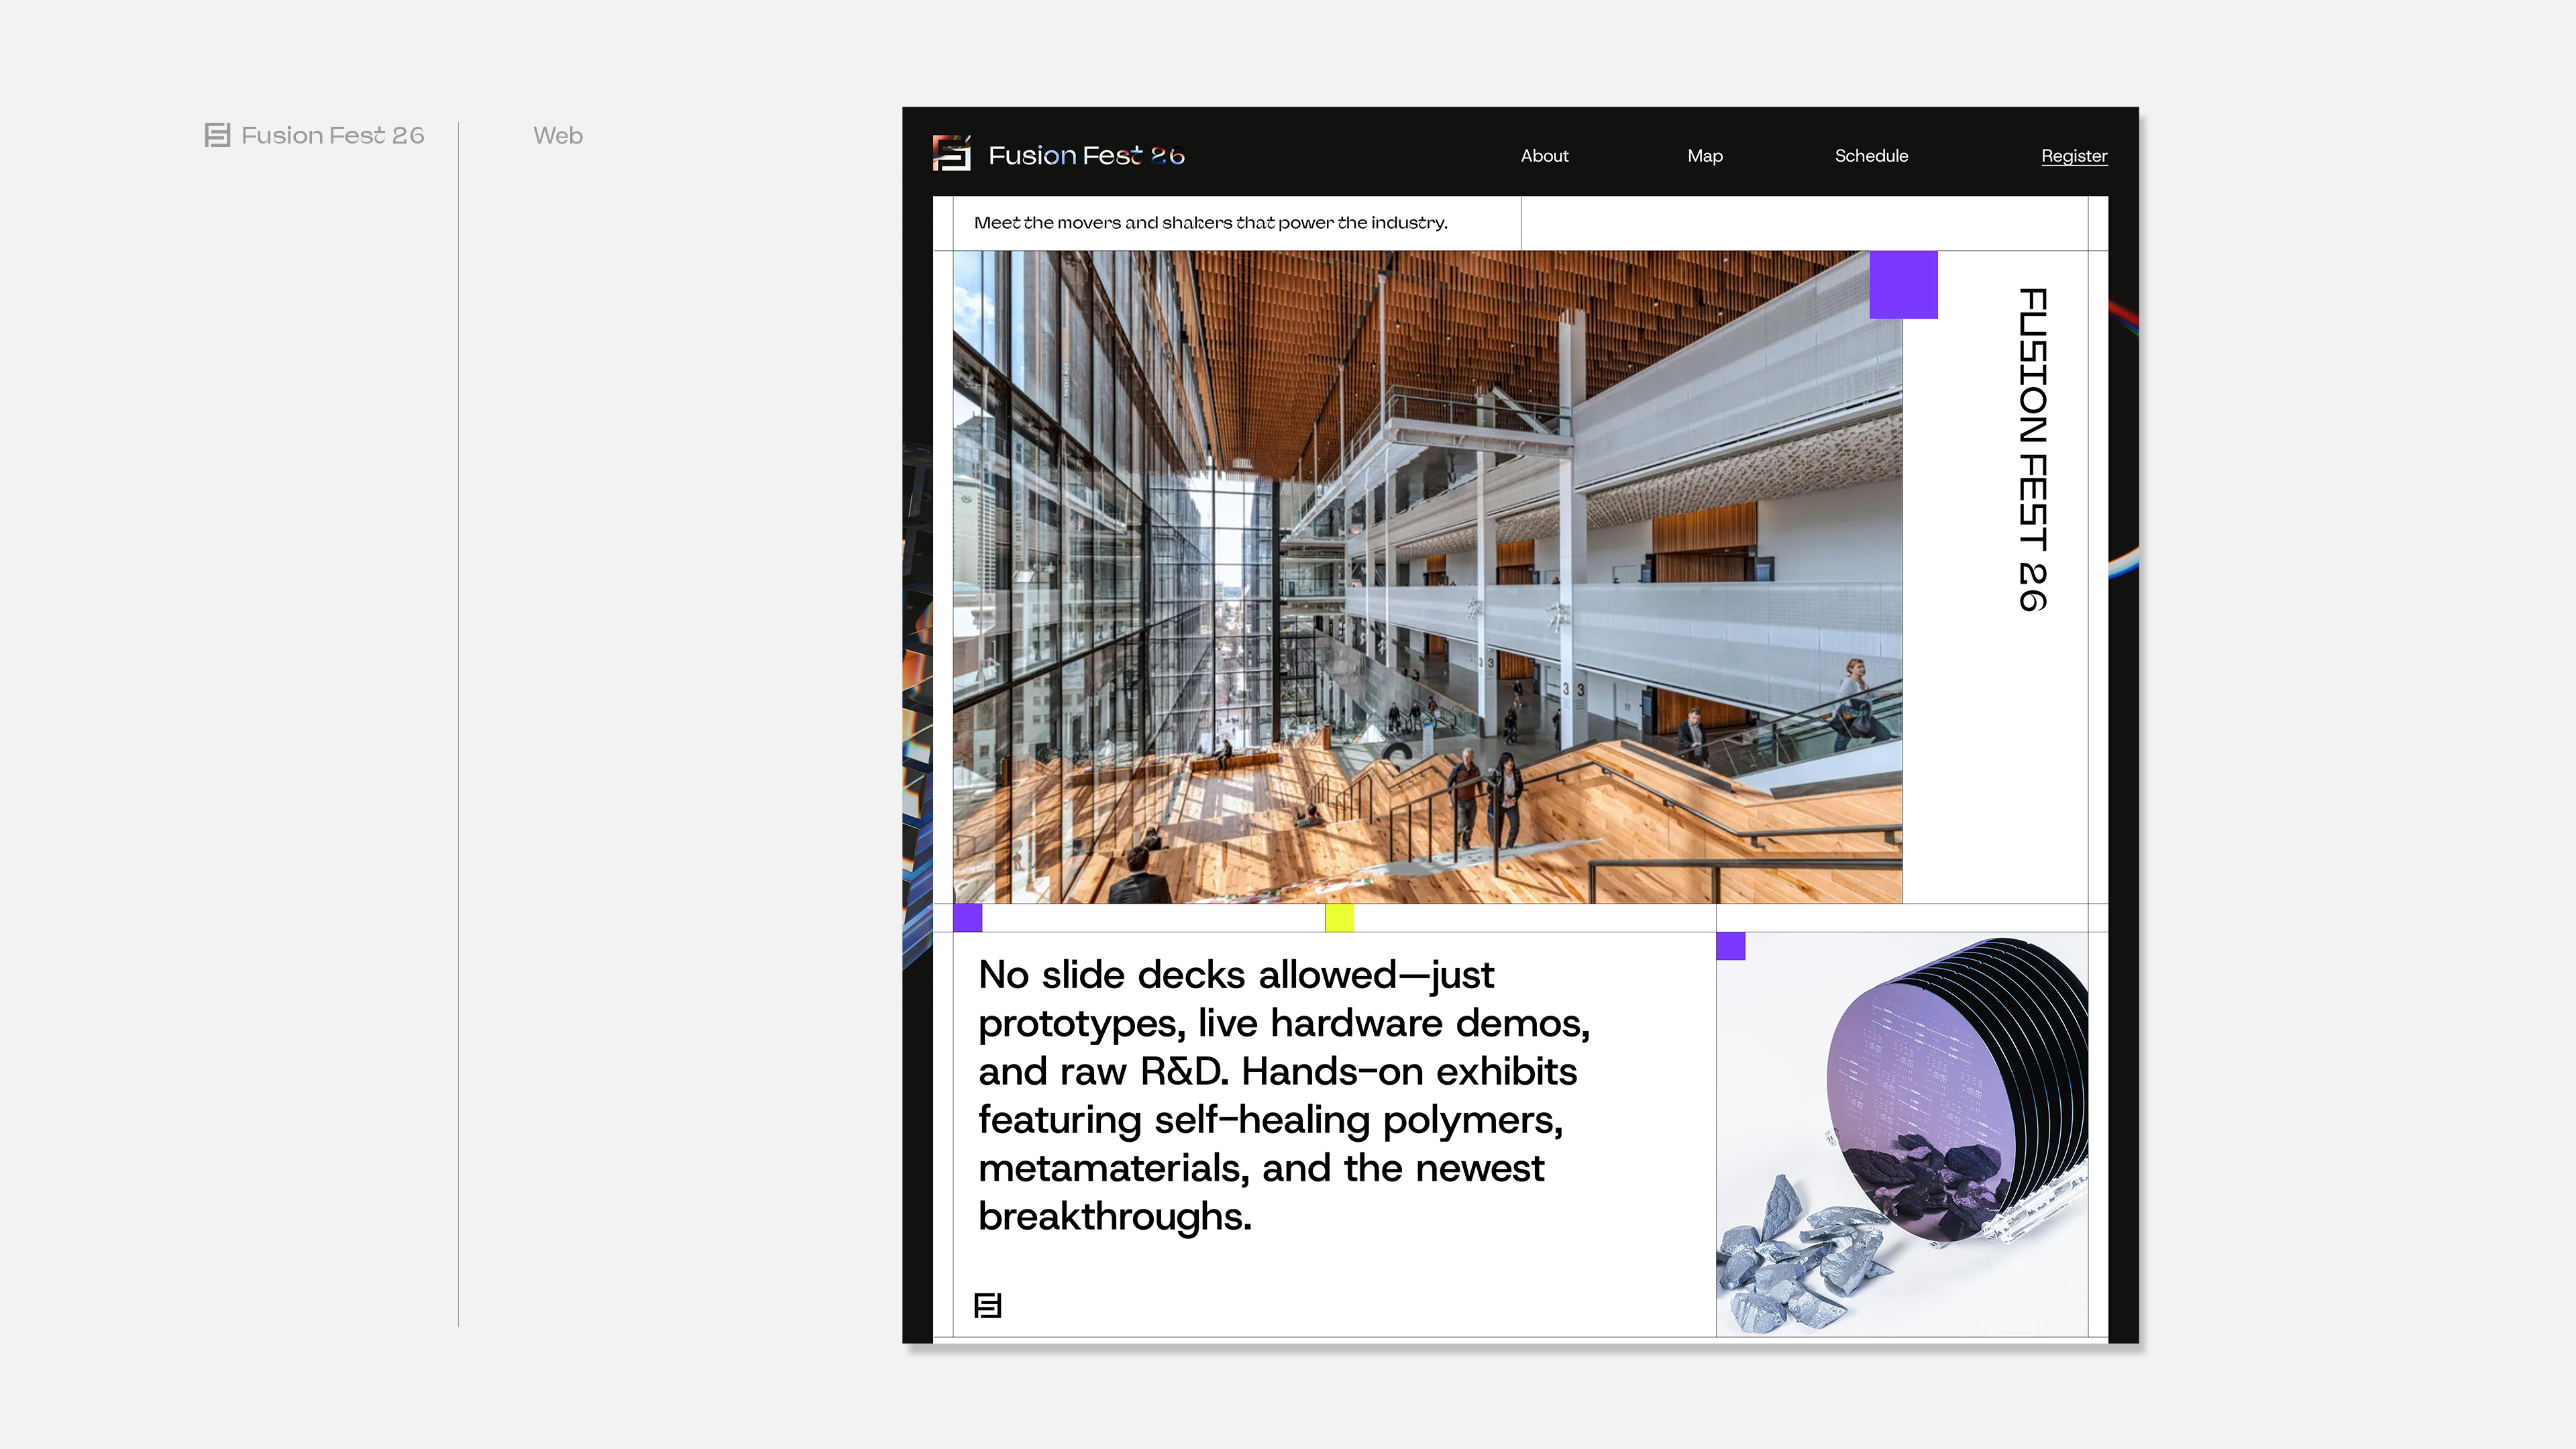 Fusion Fest 26
Web
Fusion Fest 26
About
Map
Schedule
Register
Meet the movers and shakers that power the industry.
FUSION FEST 26
3 3
No slide decks allowed—just
prototypes, live hardware demos,
and raw R&D. Hands-on exhibits
featuring self-healing polymers,
metamaterials, and the newest
breakthroughs.